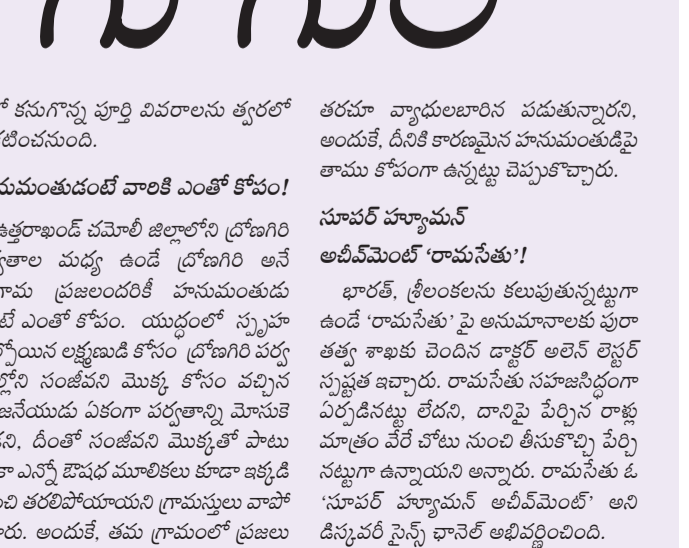 కనుగొన్న పూర్తి వివరాలను త్వరలో
హనుమంతుడంటే వారికి ఎంతో కోపం!
ఉత్తరాఖండ్ చమోలీ జిల్లాలోని ద్రోణగిరి
మధ్య ఉండే ద్రోణగిరి అనే
ప్రజలందరికీ హనుమంతుడు
ఎంతో కోపం. యుద్ధంలో స్పృహ
లక్ష్మణుడి కోసం ద్రోణగిరి పర్వ
సంజీవని మొక్క కోసం వచ్చిన
ఏకంగా పర్వతాన్ని మోసుకె
దీంతో సంజీవని మొక్కతో పాటు
ఎన్నో ఔషధ మూలికలు కూడా ఇక్కడి
తరలిపోయాయని గ్రామస్తులు వాపో
అందుకే, తమ గ్రామంలో ప్రజలు
తరచూ వ్యాధులబారిన పడుతున్నారని,
అందుకే, దీనికి కారణమైన హనుమంతుడిపై
తాము కోపంగా ఉన్నట్టు చెప్పుకొచ్చారు.
సూపర్ హ్యూమన్
అచీవ్‌మెంట్ ‘రామసేతు’!
భారత్, శ్రీలంకలను కలుపుతున్నట్టుగా
ఉండే ‘రామసేతు’ పై అనుమానాలకు పురా
తత్వ శాఖకు చెందిన డాక్టర్ అలెన్ లెస్టర్
స్పష్టత ఇచ్చారు. రామసేతు సహజసిద్ధంగా
ఏర్పడినట్టు లేదని, దానిపై పేర్చిన రాళ్లు
మాత్రం వేరే చోటు నుంచి తీసుకొచ్చి పేర్చి
నట్టుగా ఉన్నాయని అన్నారు. రామసేతు ఓ
‘సూపర్ హ్యూమన్ అచీవ్‌మెంట్’ అని
డిస్కవరీ సైన్స్ ఛానెల్ అభివర్ణించింది.